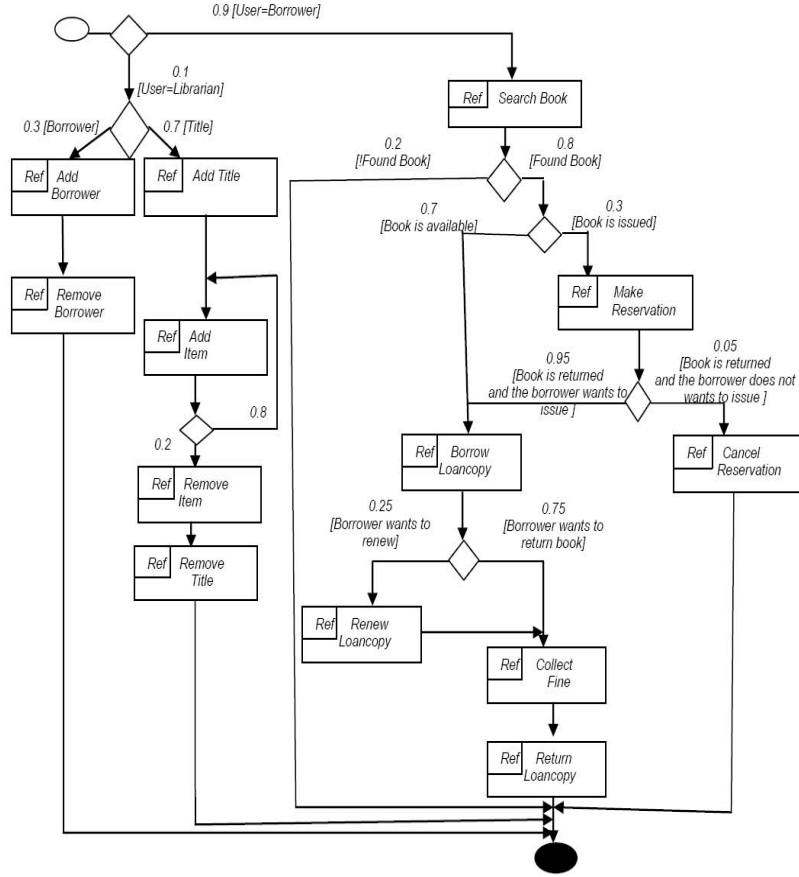 0.9 [User=Borrower]
0.1
[User=Librarian]
0.3 [Borrower]
0.7 [Title]
Ref Add
Borrower
Ref Add Title
Ref Remove
Borrower
Ref Add
Item
0.8
0.2
Ref Remove
Item
Ref Remove
Title
Ref Search Book
0.2
[!Found Book]
0.8
[Found Book]
0.7
[Book is available]
0.3
[Book is issued]
Ref Make
Reservation
0.95
[Book is returned
and the borrower wants to
issue ]
0.05
[Book is returned
and the borrower does not
wants to issue ]
Ref Borrow
Loancopy
Ref Cancel
Reservation
0.25
[Borrower wants to
renew]
0.75
[Borrower wants to
return book]
Ref Renew
Loancopy
Ref Collect
Fine
Ref Return
Loancopy